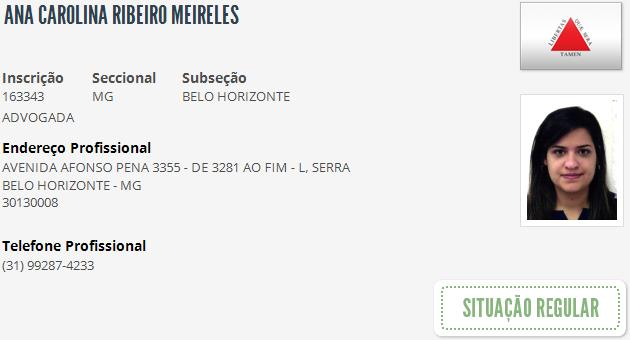 ANA CAROLINA RIBEIRO MEIRELES
LIBERTAS QUÆ SERA
TAMEN
Inscrição Seccional Subseção
163343 MG BELO HORIZONTE
ADVOGADA
Endereço Profissional
AVENIDA AFONSO PENA 3355 - DE 3281 AO FIM - L, SERRA
BELO HORIZONTE - MG
30130008
Telefone Profissional
(31) 99287-4233
SITUAÇÃO REGULAR